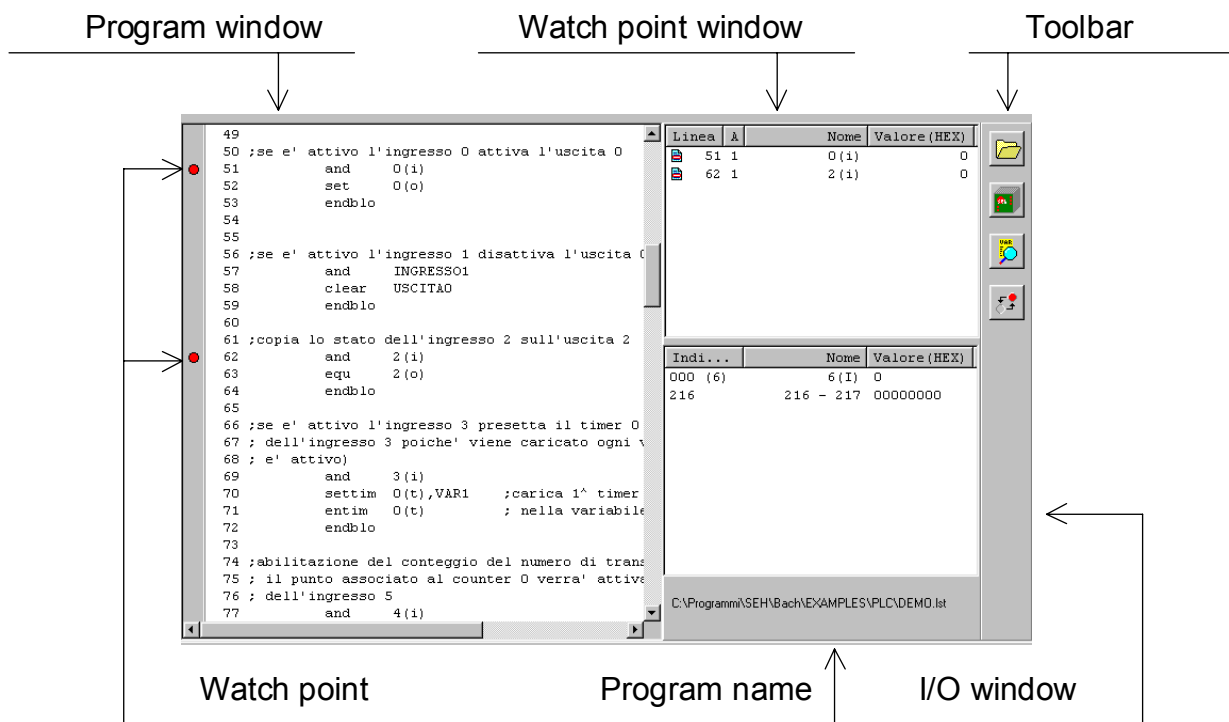 Program window
Watch point window
Toolbar
49
50 ;se e' attivo l'ingresso 0 attiva l'uscita 0
51 and 0(i)
52 set 0(o)
53 endblo
54
55
56 ;se e' attivo l'ingresso 1 disattiva l'uscita 0
57 and INGRESSO1
58 clear USCITA0
59 endblo
60
61 ;copia lo stato dell'ingresso 2 sull'uscita 2
62 and 2(i)
63 equ 2(o)
64 endblo
65
66 ;se e' attivo l'ingresso 3 presetta il timer 0
67 ; dell'ingresso 3 poiche' viene caricato ogni v
68 ; e' attivo)
69 and 3(i)
70 settim 0(t),VAR1 ;carica 1^ timer
71 entim 0(t) ; nella variabile
72 endblo
73
74 ;abilitazione del conteggio del numero di trans
75 ; il punto associato al counter 0 verra' attiva
76 ; dell'ingresso 5
77 and 4(i)
Linea A Nome Valore(HEX)
51 1 0(i) 0
62 1 2(i) 0
VAR
Indi... Nome Valore(HEX)
000 (6) 6(I) 0
216 216 - 217 00000000
C:\Programmi\SEH\Bach\EXAMPLES\PLC\DEMO.lst
Watch point
Program name
I/O window